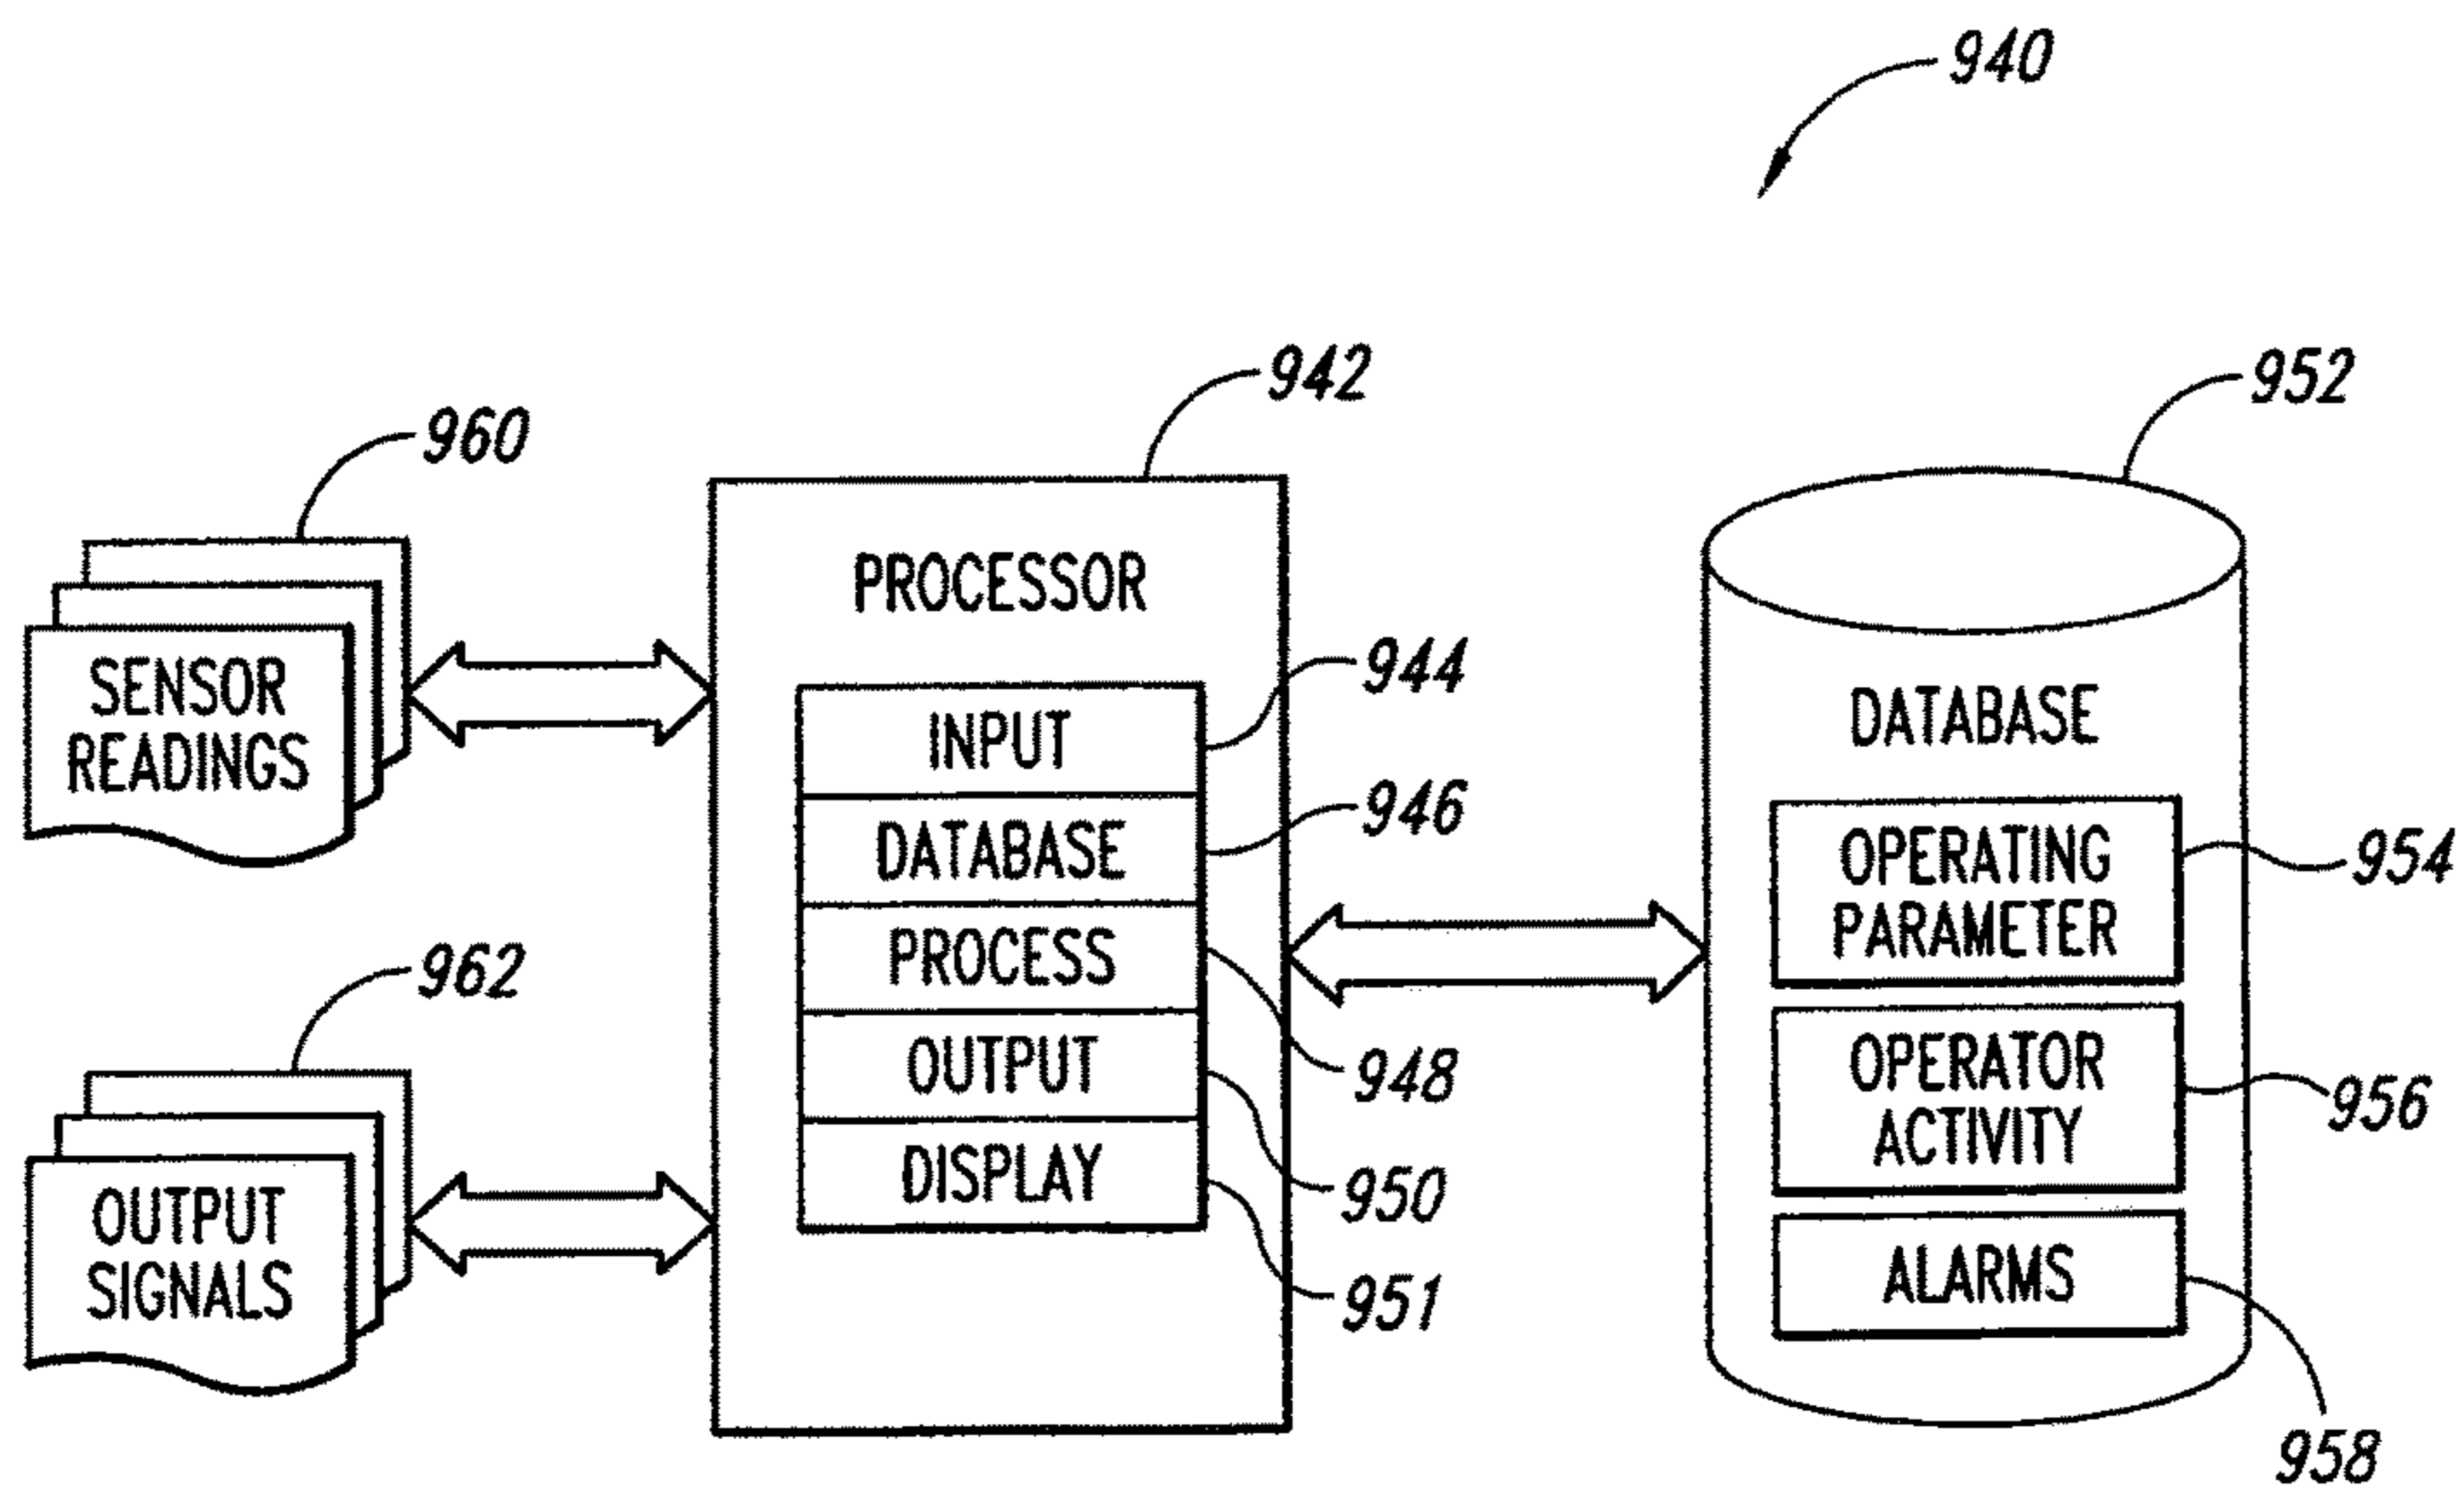 940
942
952
960
PROCESSOR
944
SENSOR
READINGS
INPUT
DATABASE
946
DATABASE
OPERATING
PARAMETER
954
962
PROCESS
948
OUTPUT
OPERATOR
ACTIVITY
956
OUTPUT
SIGNALS
DISPLAY
950
951
ALARMS
958